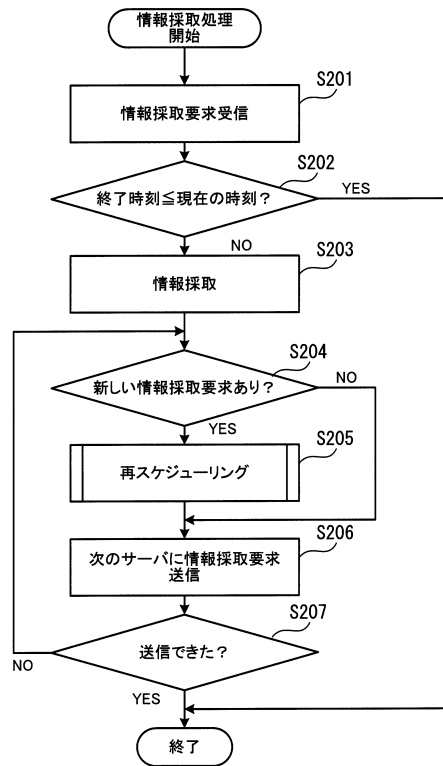 情報採取処理
開始
S201
情報採取要求受信
S202
終了時刻≦現在の時刻？
YES
NO
S203
情報採取
S204
新しい情報採取要求あり？
NO
YES
S205
再スケジューリング
S206
次のサーバに情報採取要求
送信
S207
送信できた？
NO
YES
終了